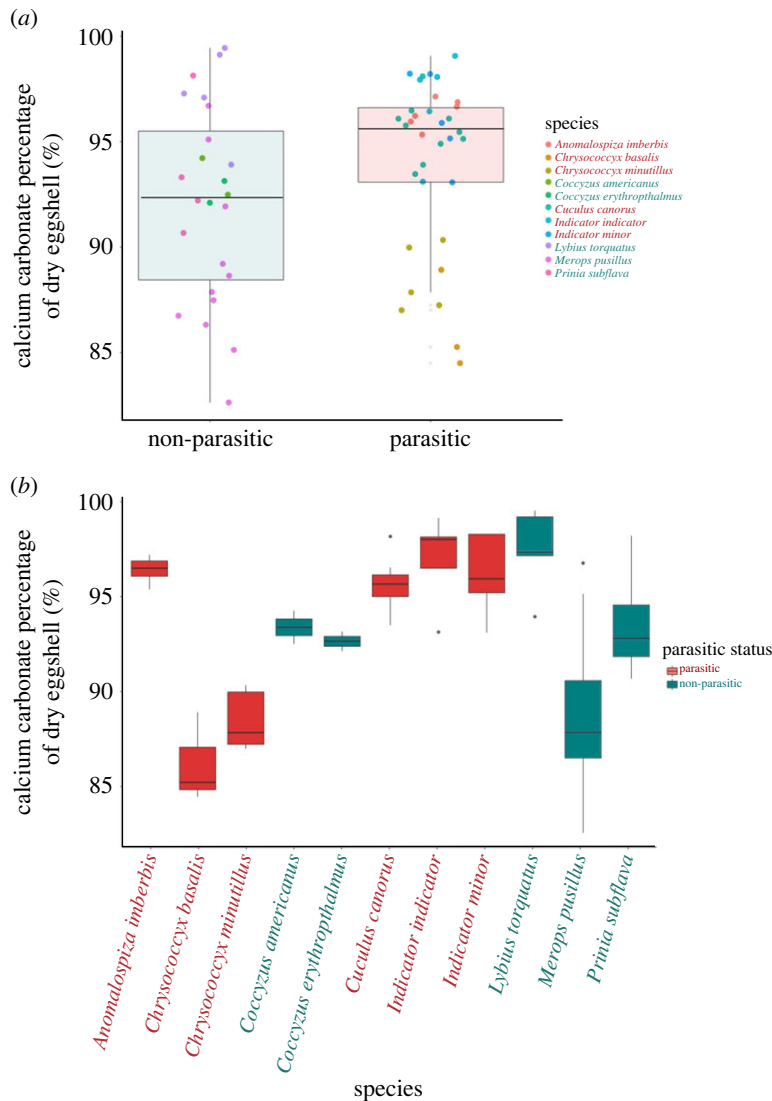 (a)
100
95
90
85
calcium carbonate percentage
of dry eggshell (%)
non-parasitic
parasitic
species
Anomalospiza imberbis
Chrysococcyx basalis
Chrysococcyx minutillus
Coccyzus americanus
Coccyzus erythropthalmus
Cuculus canorus
Indicator indicator
Indicator minor
Lybius torquatus
Merops pusillus
Prinia subflava
(b)
100
95
90
85
calcium carbonate percentage
of dry eggshell (%)
parasitic status
parasitic
non-parasitic
Anomalospiza imberbis
Chrysococcyx basalis
Chrysococcyx minutillus
Coccyzus americanus
Coccyzus erythropthalmus
Cuculus canorus
Indicator indicator
Indicator minor
Lybius torquatus
Merops pusillus
Prinia subflava
species